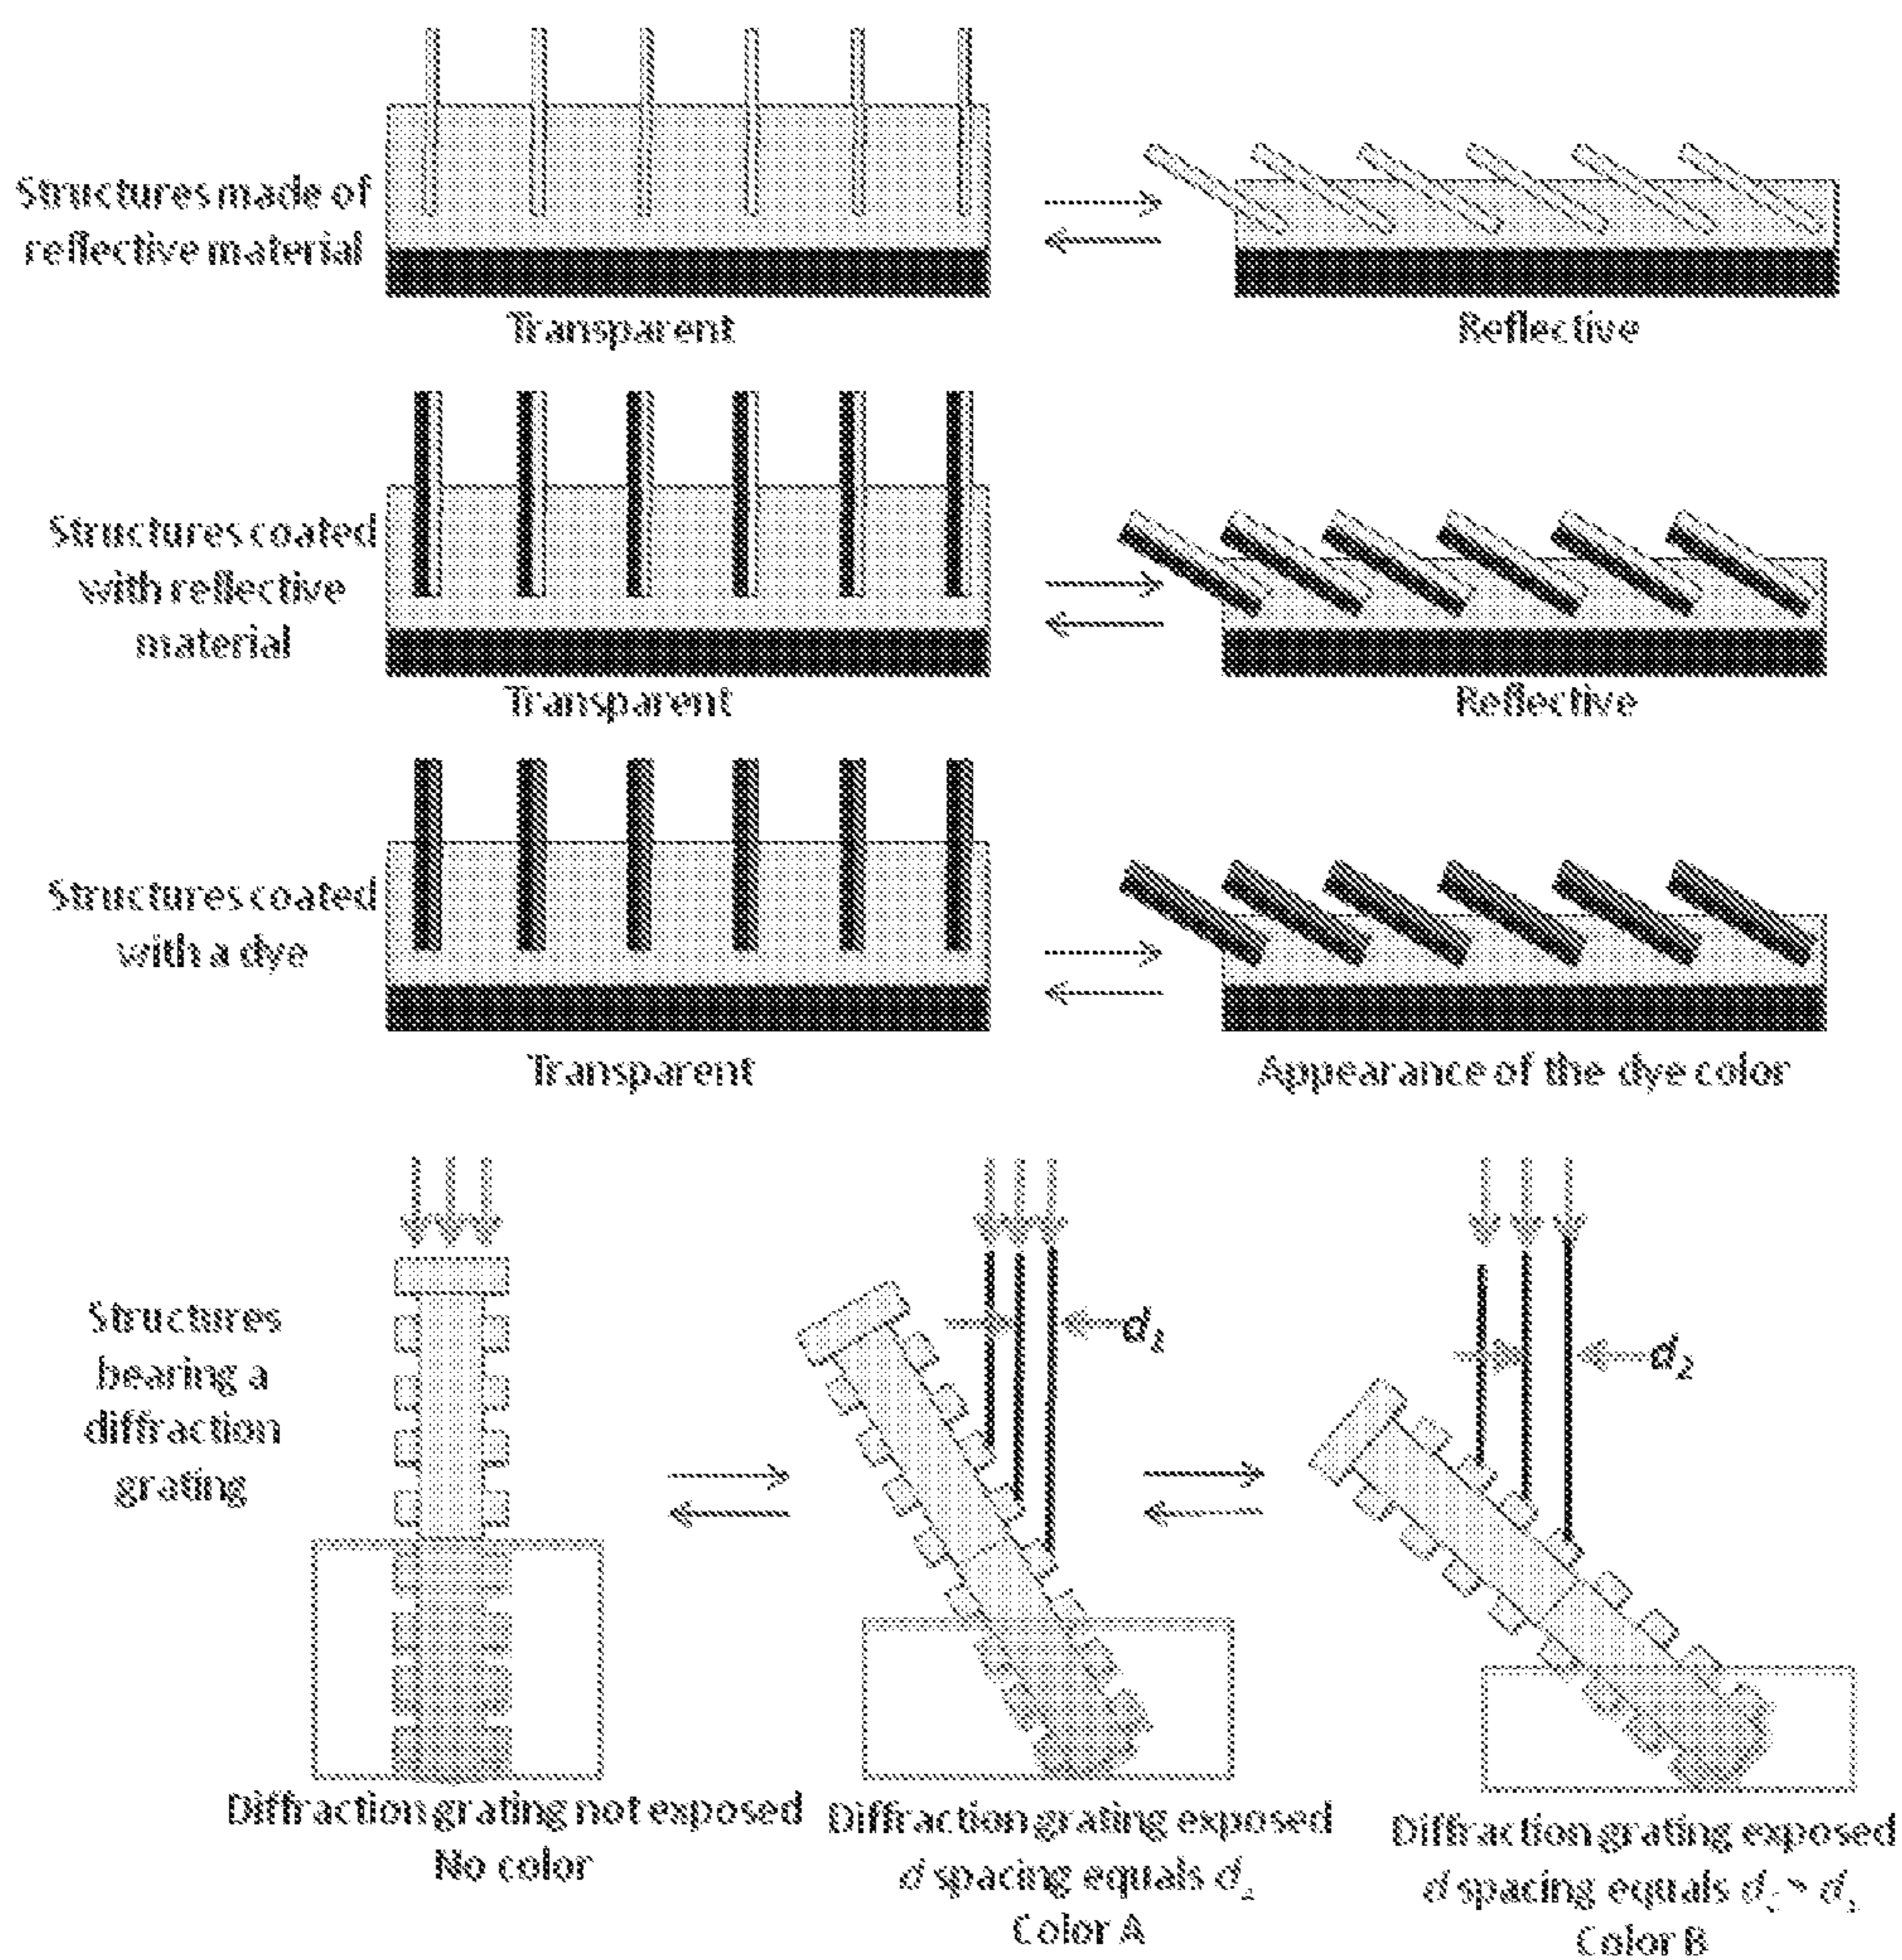 Structures made of
reflective material
Transparent
Reflective
Structures coated
with reflective
material
Transparent
Reflective
Structures coated
with a dye
Transparent
Appearance of the dye color
Structures
bearing a
diffraction
grating
d₁
d₂
Diffraction grating not exposed
No color
Diffraction grating exposed
d spacing equals d₁
Color A
Diffraction grating exposed
d spacing equals d₂ > d₁
Color B